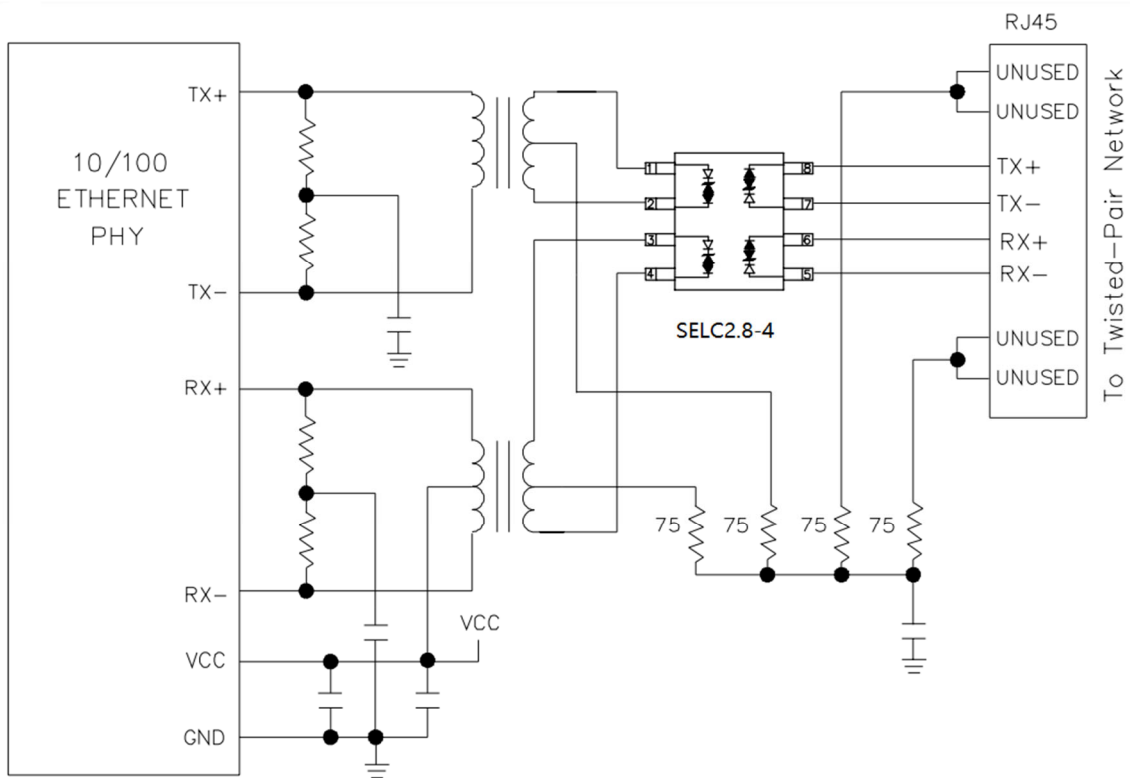 RJ45
UNUSED
UNUSED
TX+
TX-
RX+
RX-
UNUSED
UNUSED
To Twisted-Pair Network
10/100
ETHERNET
PHY
TX+
TX-
RX+
RX-
VCC
GND
VCC
1
2
3
4
8
7
6
5
SELC2.8-4
75
75
75
75